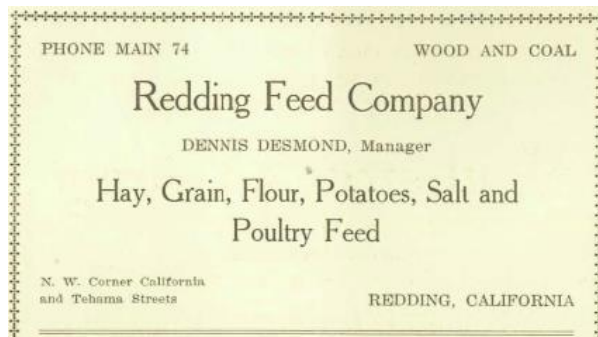 PHONE MAIN 74 WOOD AND COAL
Redding Feed Company
DENNIS DESMOND, Manager
Hay, Grain, Flour, Potatoes, Salt and
Poultry Feed
N. W. Corner California
and Tehama Streets
REDDING, CALIFORNIA